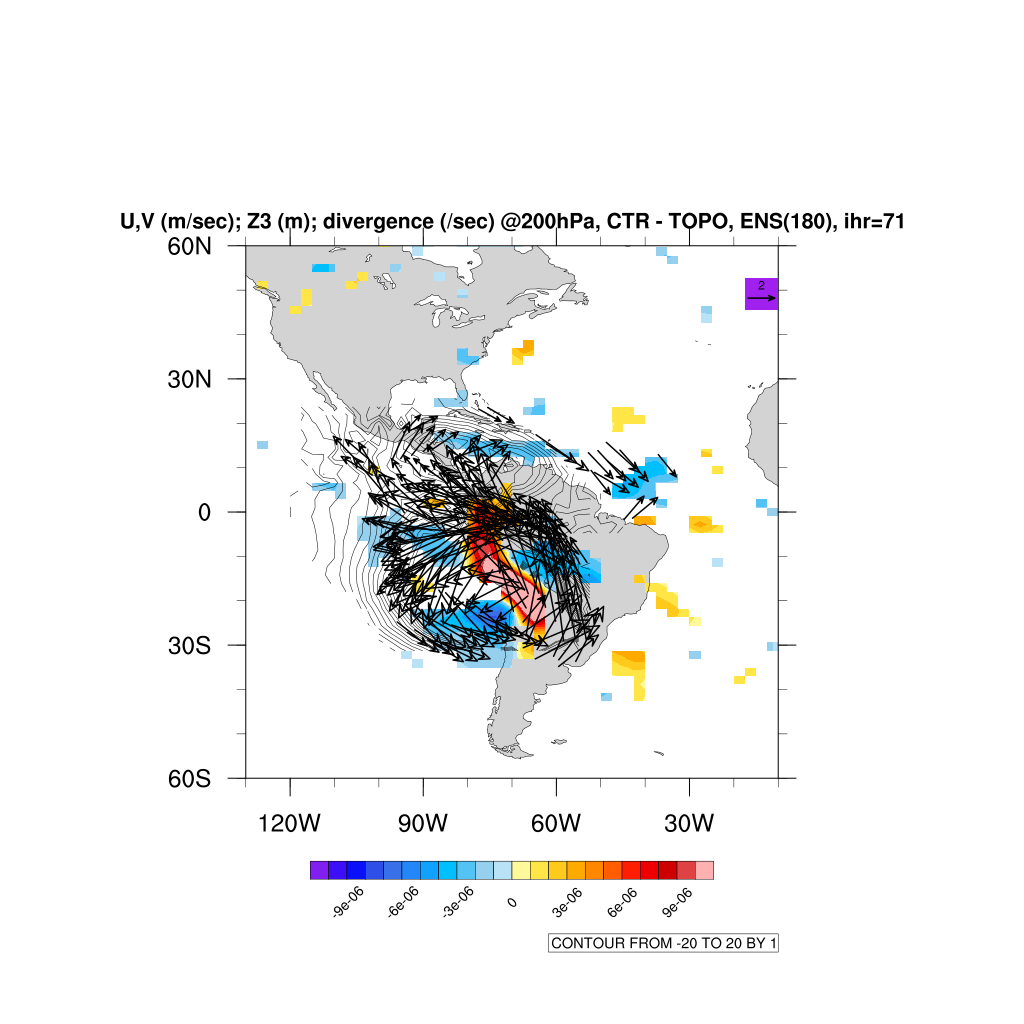 U,V (m/sec); Z3 (m); divergence (/sec) @200hPa, CTR - TOPO, ENS(180), ihr=71
60N
2
30N
0
30S
60S
120W 90W 60W 30W
-9e-06 -6e-06 -3e-06 0 3e-06 6e-06 9e-06
CONTOUR FROM -20 TO 20 BY 1